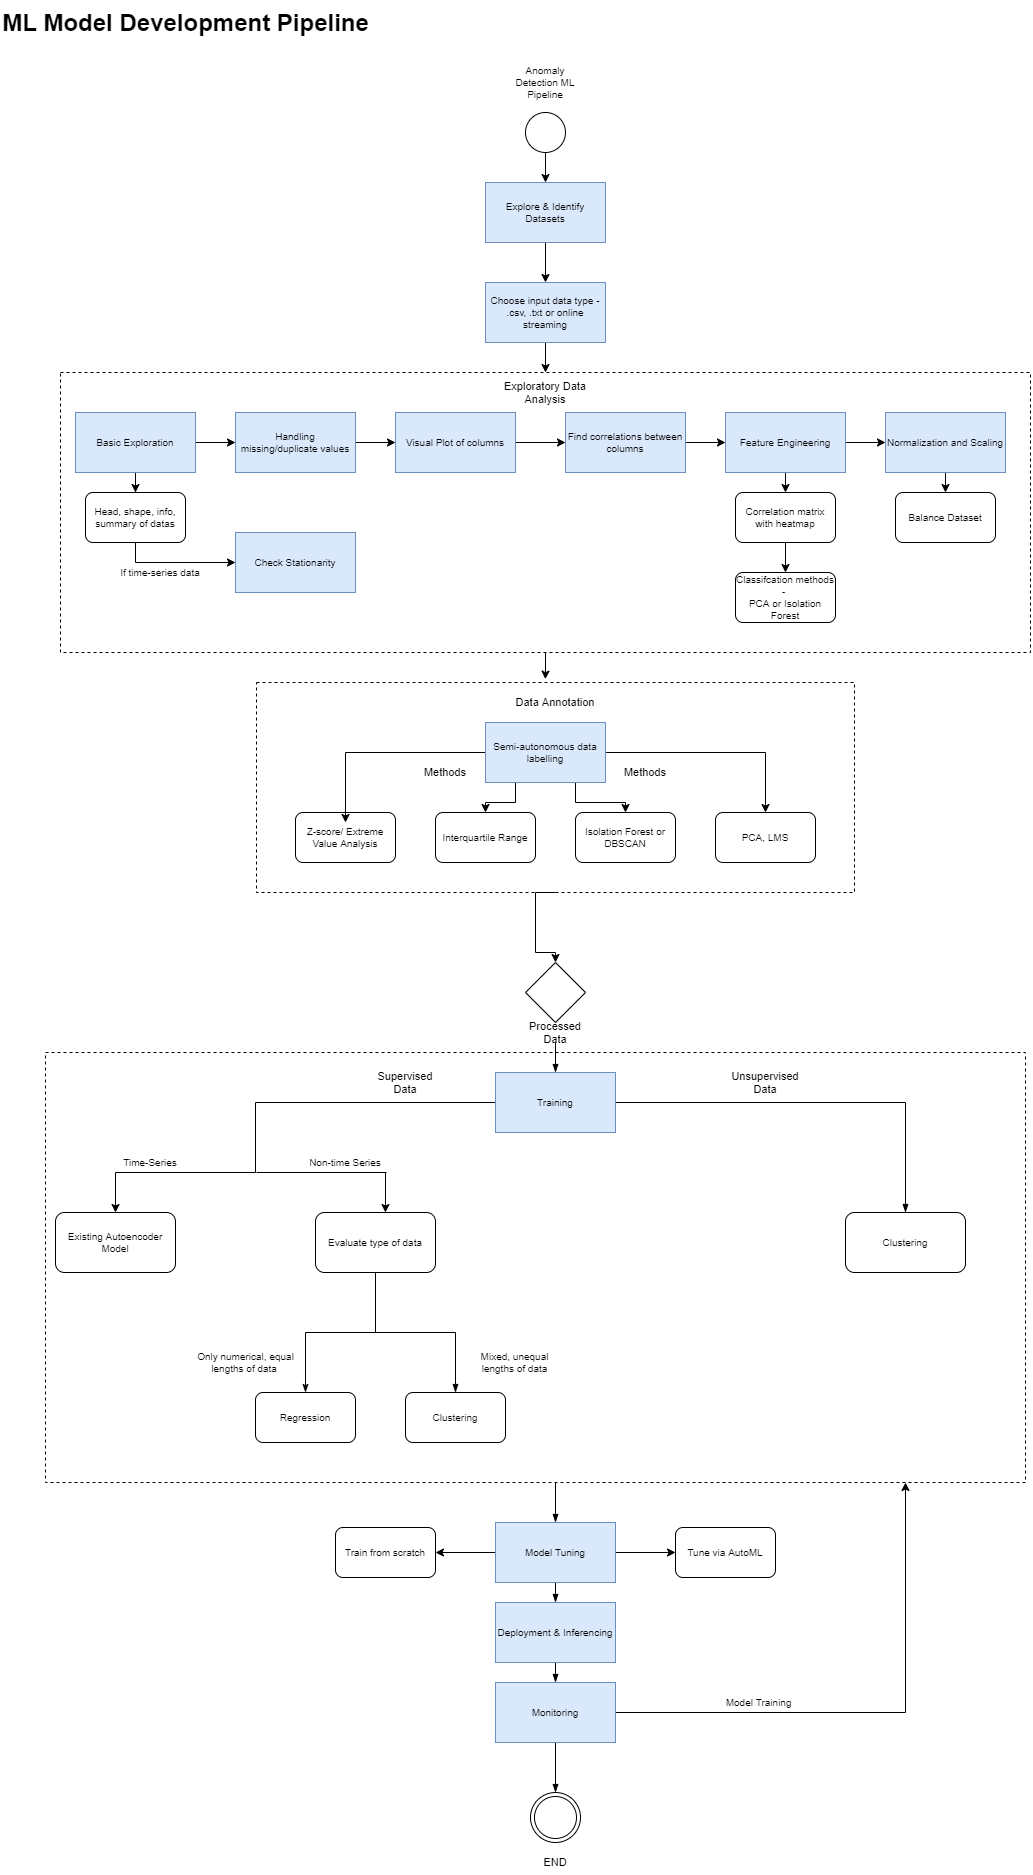 ML Model Development Pipeline
Anomaly
Detection ML
Pipeline
Explore & Identify
Datasets
Choose input data type -
.csv, .txt or online
streaming
Exploratory Data
Analysis
Basic Exploration
Handling
missing/duplicate values
Visual Plot of columns
Find correlations between
columns
Feature Engineering
Normalization and Scaling
Head, shape, info,
summary of datas
Correlation matrix
with heatmap
Balance Dataset
If time-series data
Check Stationarity
Classifcation methods
-
PCA or Isolation
Forest
Data Annotation
Semi-autonomous data
labelling
Methods
Methods
Z-score/ Extreme
Value Analysis
Interquartile Range
Isolation Forest or
DBSCAN
PCA, LMS
Processed
Data
Supervised
Data
Training
Unsupervised
Data
Time-Series
Non-time Series
Existing Autoencoder
Model
Evaluate type of data
Clustering
Only numerical, equal
lengths of data
Mixed, unequal
lengths of data
Regression
Clustering
Train from scratch
Model Tuning
Tune via AutoML
Deployment & Inferencing
Monitoring
Model Training
END